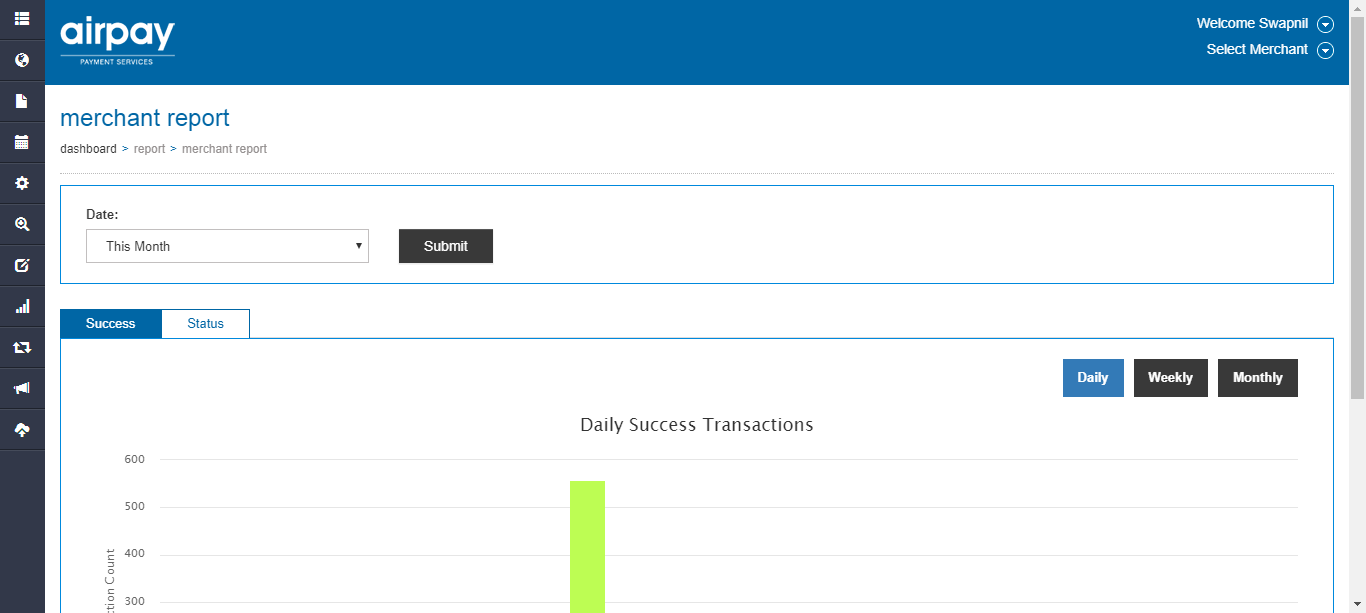 airpay
PAYMENT SERVICES
Welcome Swapnil
Select Merchant
merchant report
dashboard > report > merchant report
Date:
This Month
Submit
Success
Status
Daily
Weekly
Monthly
Daily Success Transactions
600
500
400
300
ction Count